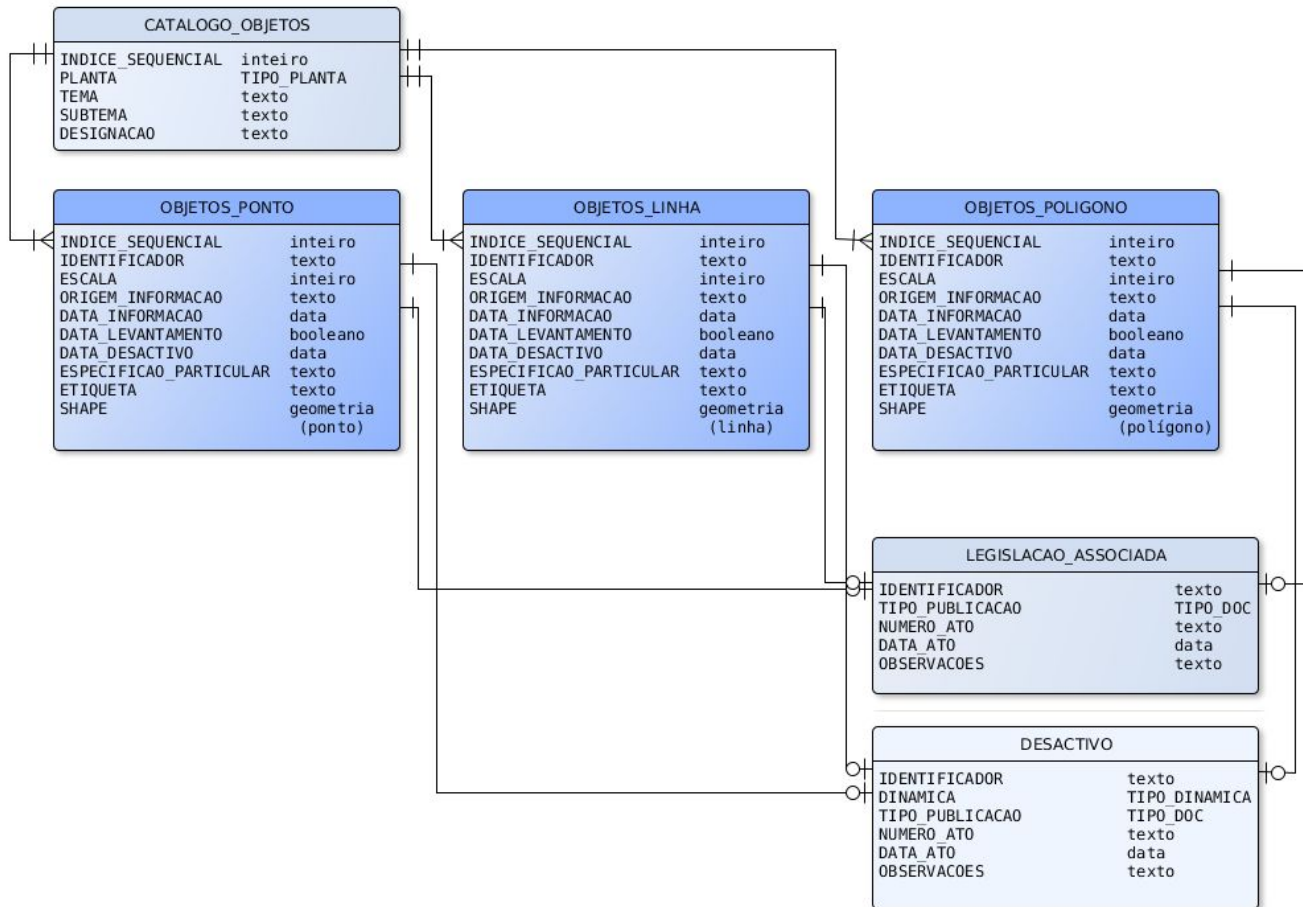 CATALOGO_OBJETOS
INDICE_SEQUENCIAL inteiro
PLANTA TIPO_PLANTA
TEMA texto
SUBTEMA texto
DESIGNACAO texto
OBJETOS_PONTO
INDICE_SEQUENCIAL inteiro
IDENTIFICADOR texto
ESCALA inteiro
ORIGEM_INFORMACAO texto
DATA_INFORMACAO data
DATA_LEVANTAMENTO booleano
DATA_DESACTIVO data
ESPECIFICAO_PARTICULAR texto
ETIQUETA texto
SHAPE geometria
(ponto)
OBJETOS_LINHA
INDICE_SEQUENCIAL inteiro
IDENTIFICADOR texto
ESCALA inteiro
ORIGEM_INFORMACAO texto
DATA_INFORMACAO data
DATA_LEVANTAMENTO booleano
DATA_DESACTIVO data
ESPECIFICAO_PARTICULAR texto
ETIQUETA texto
SHAPE geometria
(linha)
OBJETOS_POLIGONO
INDICE_SEQUENCIAL inteiro
IDENTIFICADOR texto
ESCALA inteiro
ORIGEM_INFORMACAO texto
DATA_INFORMACAO data
DATA_LEVANTAMENTO booleano
DATA_DESACTIVO data
ESPECIFICAO_PARTICULAR texto
ETIQUETA texto
SHAPE geometria
(polígono)
LEGISLACAO_ASSOCIADA
IDENTIFICADOR texto
TIPO_PUBLICACAO TIPO_DOC
NUMERO_ATO texto
DATA_ATO data
OBSERVACOES texto
DESACTIVO
IDENTIFICADOR texto
DINAMICA TIPO_DINAMICA
TIPO_PUBLICACAO TIPO_DOC
NUMERO_ATO texto
DATA_ATO data
OBSERVACOES texto